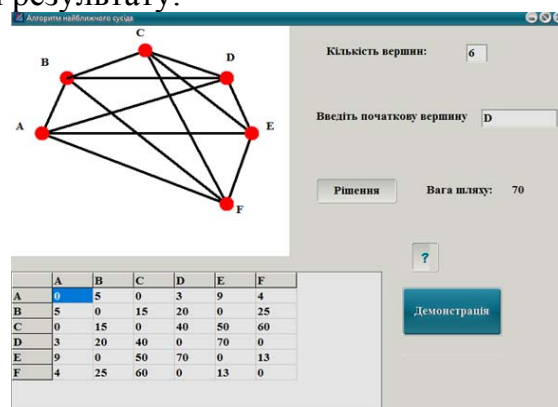 результату.
Алгоритм найближчого сусіда
C
B
D
A
E
F
Кількість вершин: 6
Введіть початкову вершину D
Рішення
Вага шляху: 70
?
Демонстрація
A B C D E F
A 0 5 0 3 9 4
B 5 0 15 20 0 25
C 0 15 0 40 50 60
D 3 20 40 0 70 0
E 9 0 50 70 0 13
F 4 25 60 0 13 0